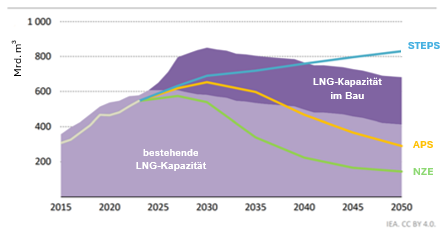 1 000
800
600
400
200
Mrd. m³
2015
2020
2025
2030
2035
2040
2045
2050
STEPS
LNG-Kapazität
im Bau
bestehende
LNG-Kapazität
APS
NZE
IEA. CC BY 4.0.